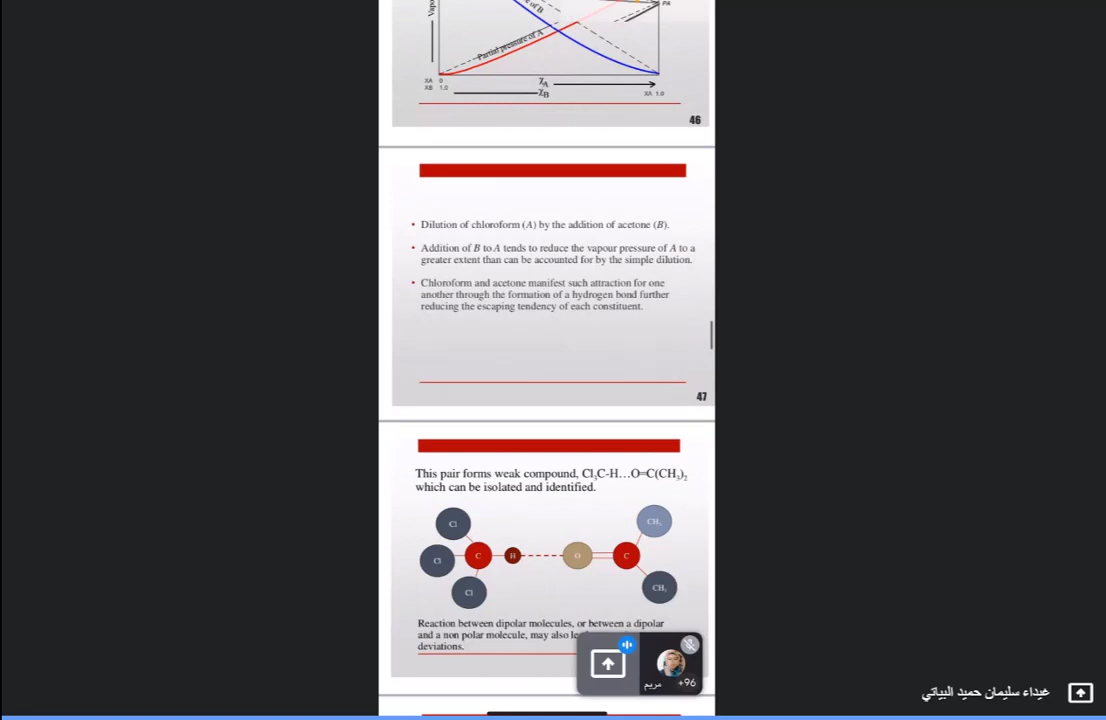 of B
PB
Partial pressure of A
XA 0
XB 1.0
χA
χB
XA 1.0
46
• Dilution of chloroform (A) by the addition of acetone (B).
• Addition of B to A tends to reduce the vapour pressure of A to a
greater extent than can be accounted for by the simple dilution.
• Chloroform and acetone manifest such attraction for one
another through the formation of a hydrogen bond further
reducing the escaping tendency of each constituent.
47
This pair forms weak compound, Cl₃C-H…O=C(CH₃)₂
which can be isolated and identified.
Cl
CH₃
Cl
C
H
O
C
Cl
CH₃
Reaction between dipolar molecules, or between a dipolar
and a non polar molecule, may also
deviations.
مريم
+96
غيداء سليمان حميد البياتي